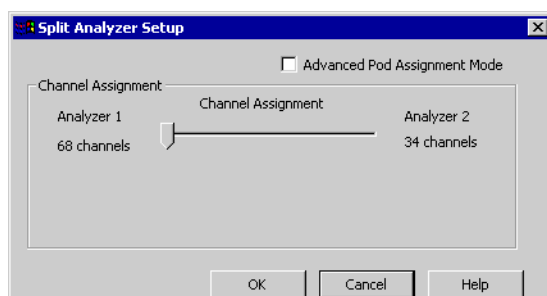 Split Analyzer Setup
Advanced Pod Assignment Mode
Channel Assignment
Channel Assignment
Analyzer 1
Analyzer 2
68 channels
34 channels
OK
Cancel
Help